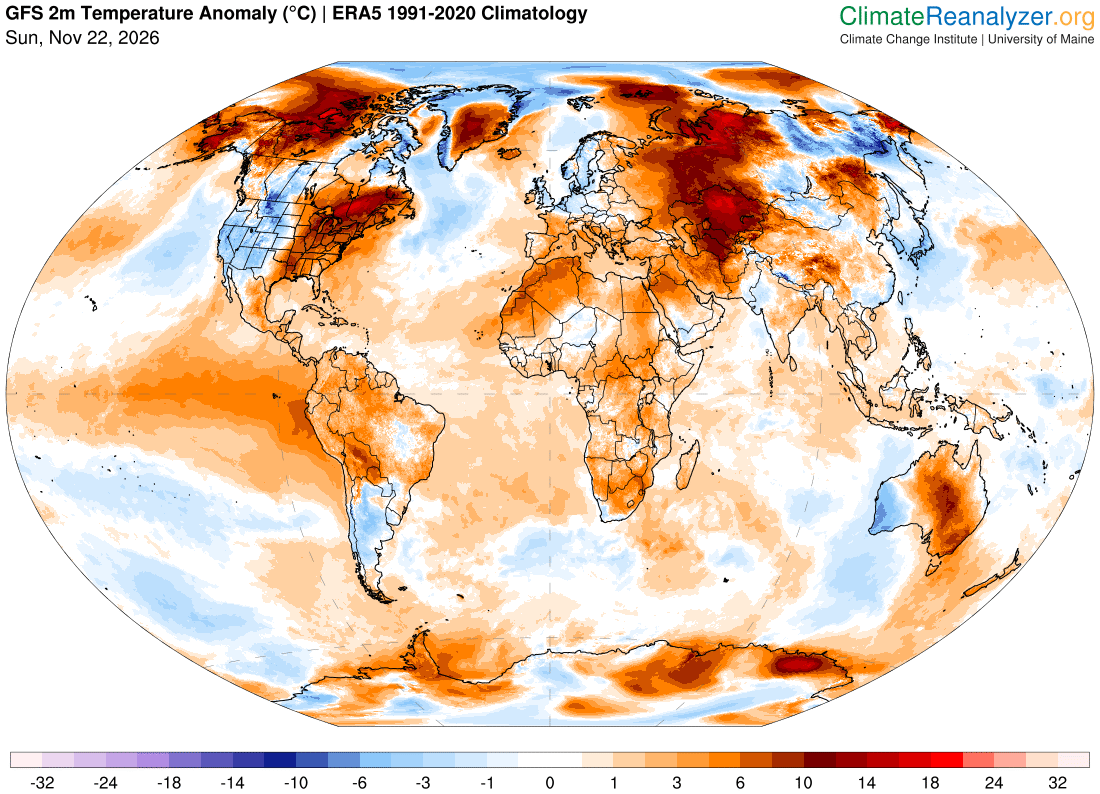 GFS 2m Temperature Anomaly (°C) | ERA5 1991-2020 Climatology
Sun, Nov 22, 2026
ClimateReanalyzer.org
Climate Change Institute | University of Maine
-32 -24 -18 -14 -10 -6 -3 -1 0 1 3 6 10 14 18 24 32